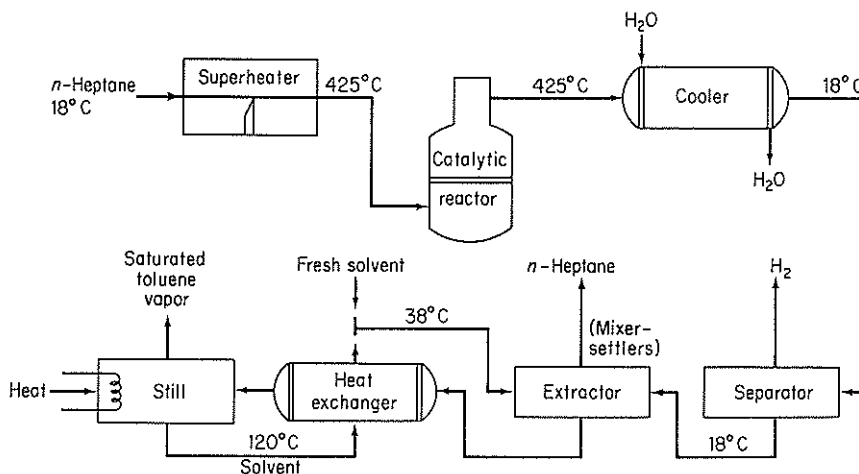 H₂O
n-Heptane
18° C
Superheater
425°C
425°C
Cooler
18°C
Catalytic
reactor
H₂O
Saturated
toluene
vapor
Fresh solvent
n-Heptane
H₂
38°C
(Mixer-
settlers)
Heat
Still
Heat
exchanger
Extractor
Separator
120°C
Solvent
18°C